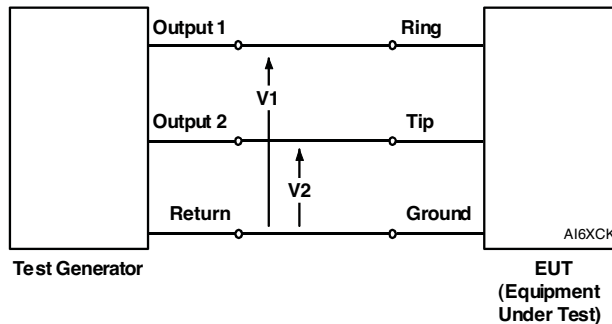 Output 1
Ring
V1
Output 2
Tip
V2
Return
Ground
AI6XCK
Test Generator
EUT
(Equipment
Under Test)